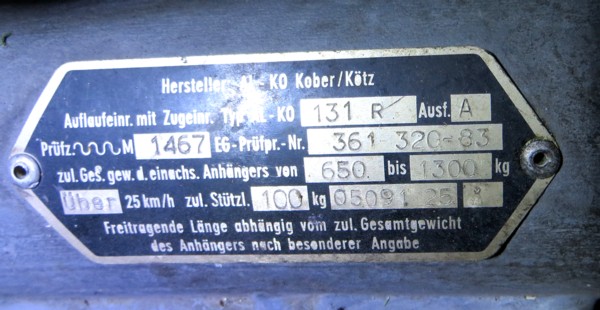 Hersteller AL-KO Kober/Kötz
Auflaufeinr. mit Zugeinr. Typ AL-KO 131 R Ausf. A
Prüfz. M 1467 EG-Prüfpr.-Nr. 361-320-83
zul. Ges. gew. d. einachs. Anhängers von 650 bis 1300 kg
über 25 km/h zul. Stützl. 100 kg 05091 25
Freitragende Länge abhängig vom zul. Gesamtgewicht
des Anhängers nach besonderer Angabe